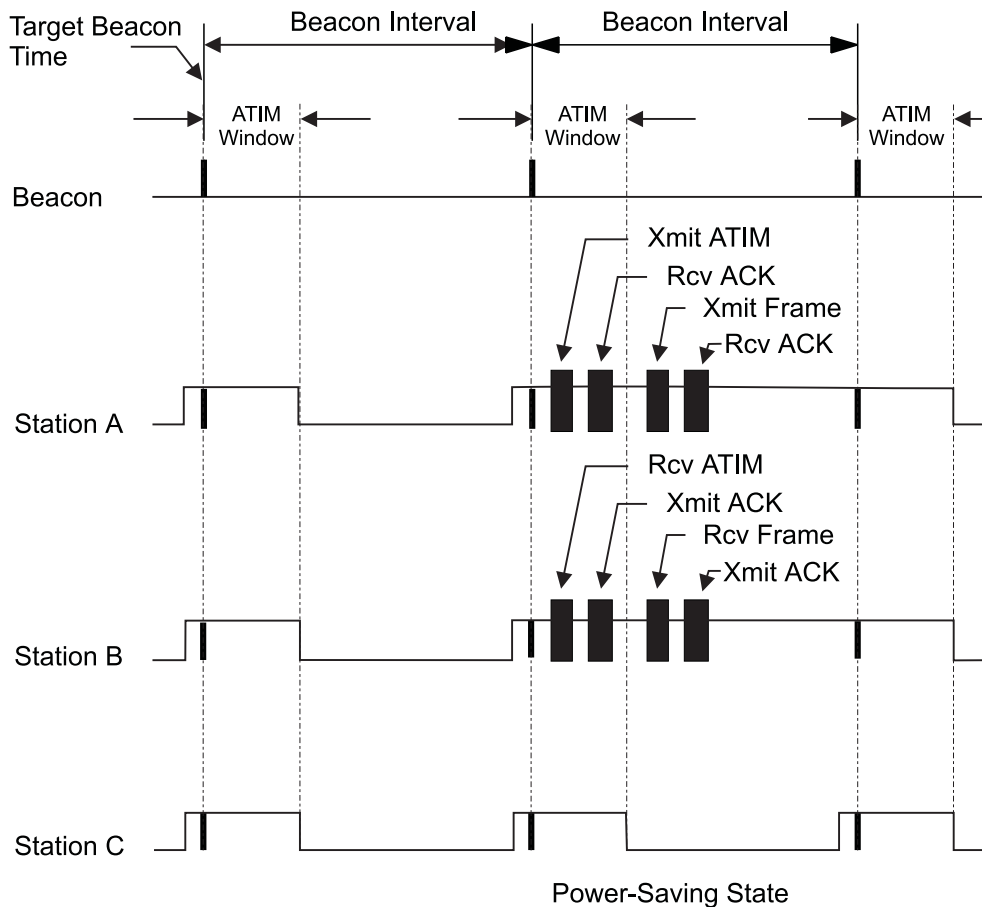 Target Beacon
Time
Beacon Interval
Beacon Interval
ATIM
Window
ATIM
Window
ATIM
Window
Beacon
Xmit ATIM
Rcv ACK
Xmit Frame
Rcv ACK
Station A
Rcv ATIM
Xmit ACK
Rcv Frame
Xmit ACK
Station B
Station C
Power-Saving State